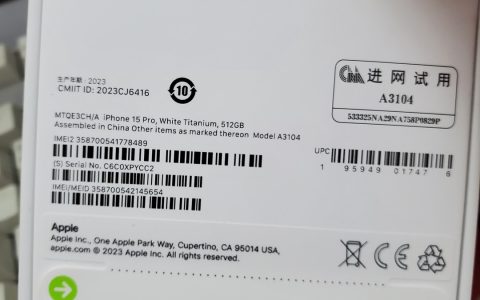 生产年期: 2023
CMIIT ID: 2023CJ6416
10
进网试用
A3104
533325NA29NA758P0829P
MTQE3CH/A iPhone 15 Pro, White Titanium, 512GB
Assembled in China Other items as marked thereon Model A3104
IMEI2 358700541778489
UPC
1 95949 01747 6
(S) Serial No. C6C0XPYCC2
IMEI/MEID 358700542145654
Apple
Apple Inc., One Apple Park Way, Cupertino, CA 95014 USA,
apple.com © 2023 Apple Inc. All rights reserved.